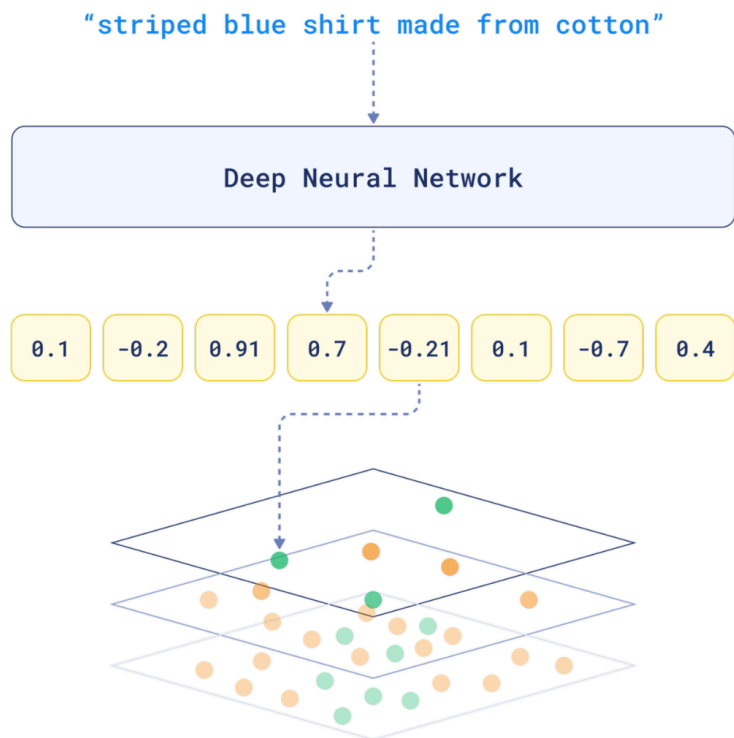 “striped blue shirt made from cotton”
Deep Neural Network
0.1 -0.2 0.91 0.7 -0.21 0.1 -0.7 0.4